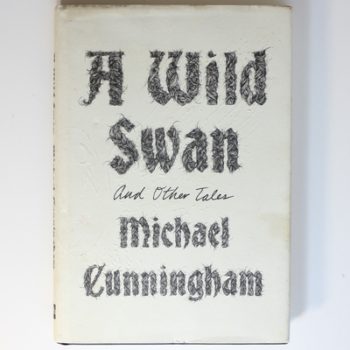 A Wild
Swan
And Other Tales
Michael
Cunningham